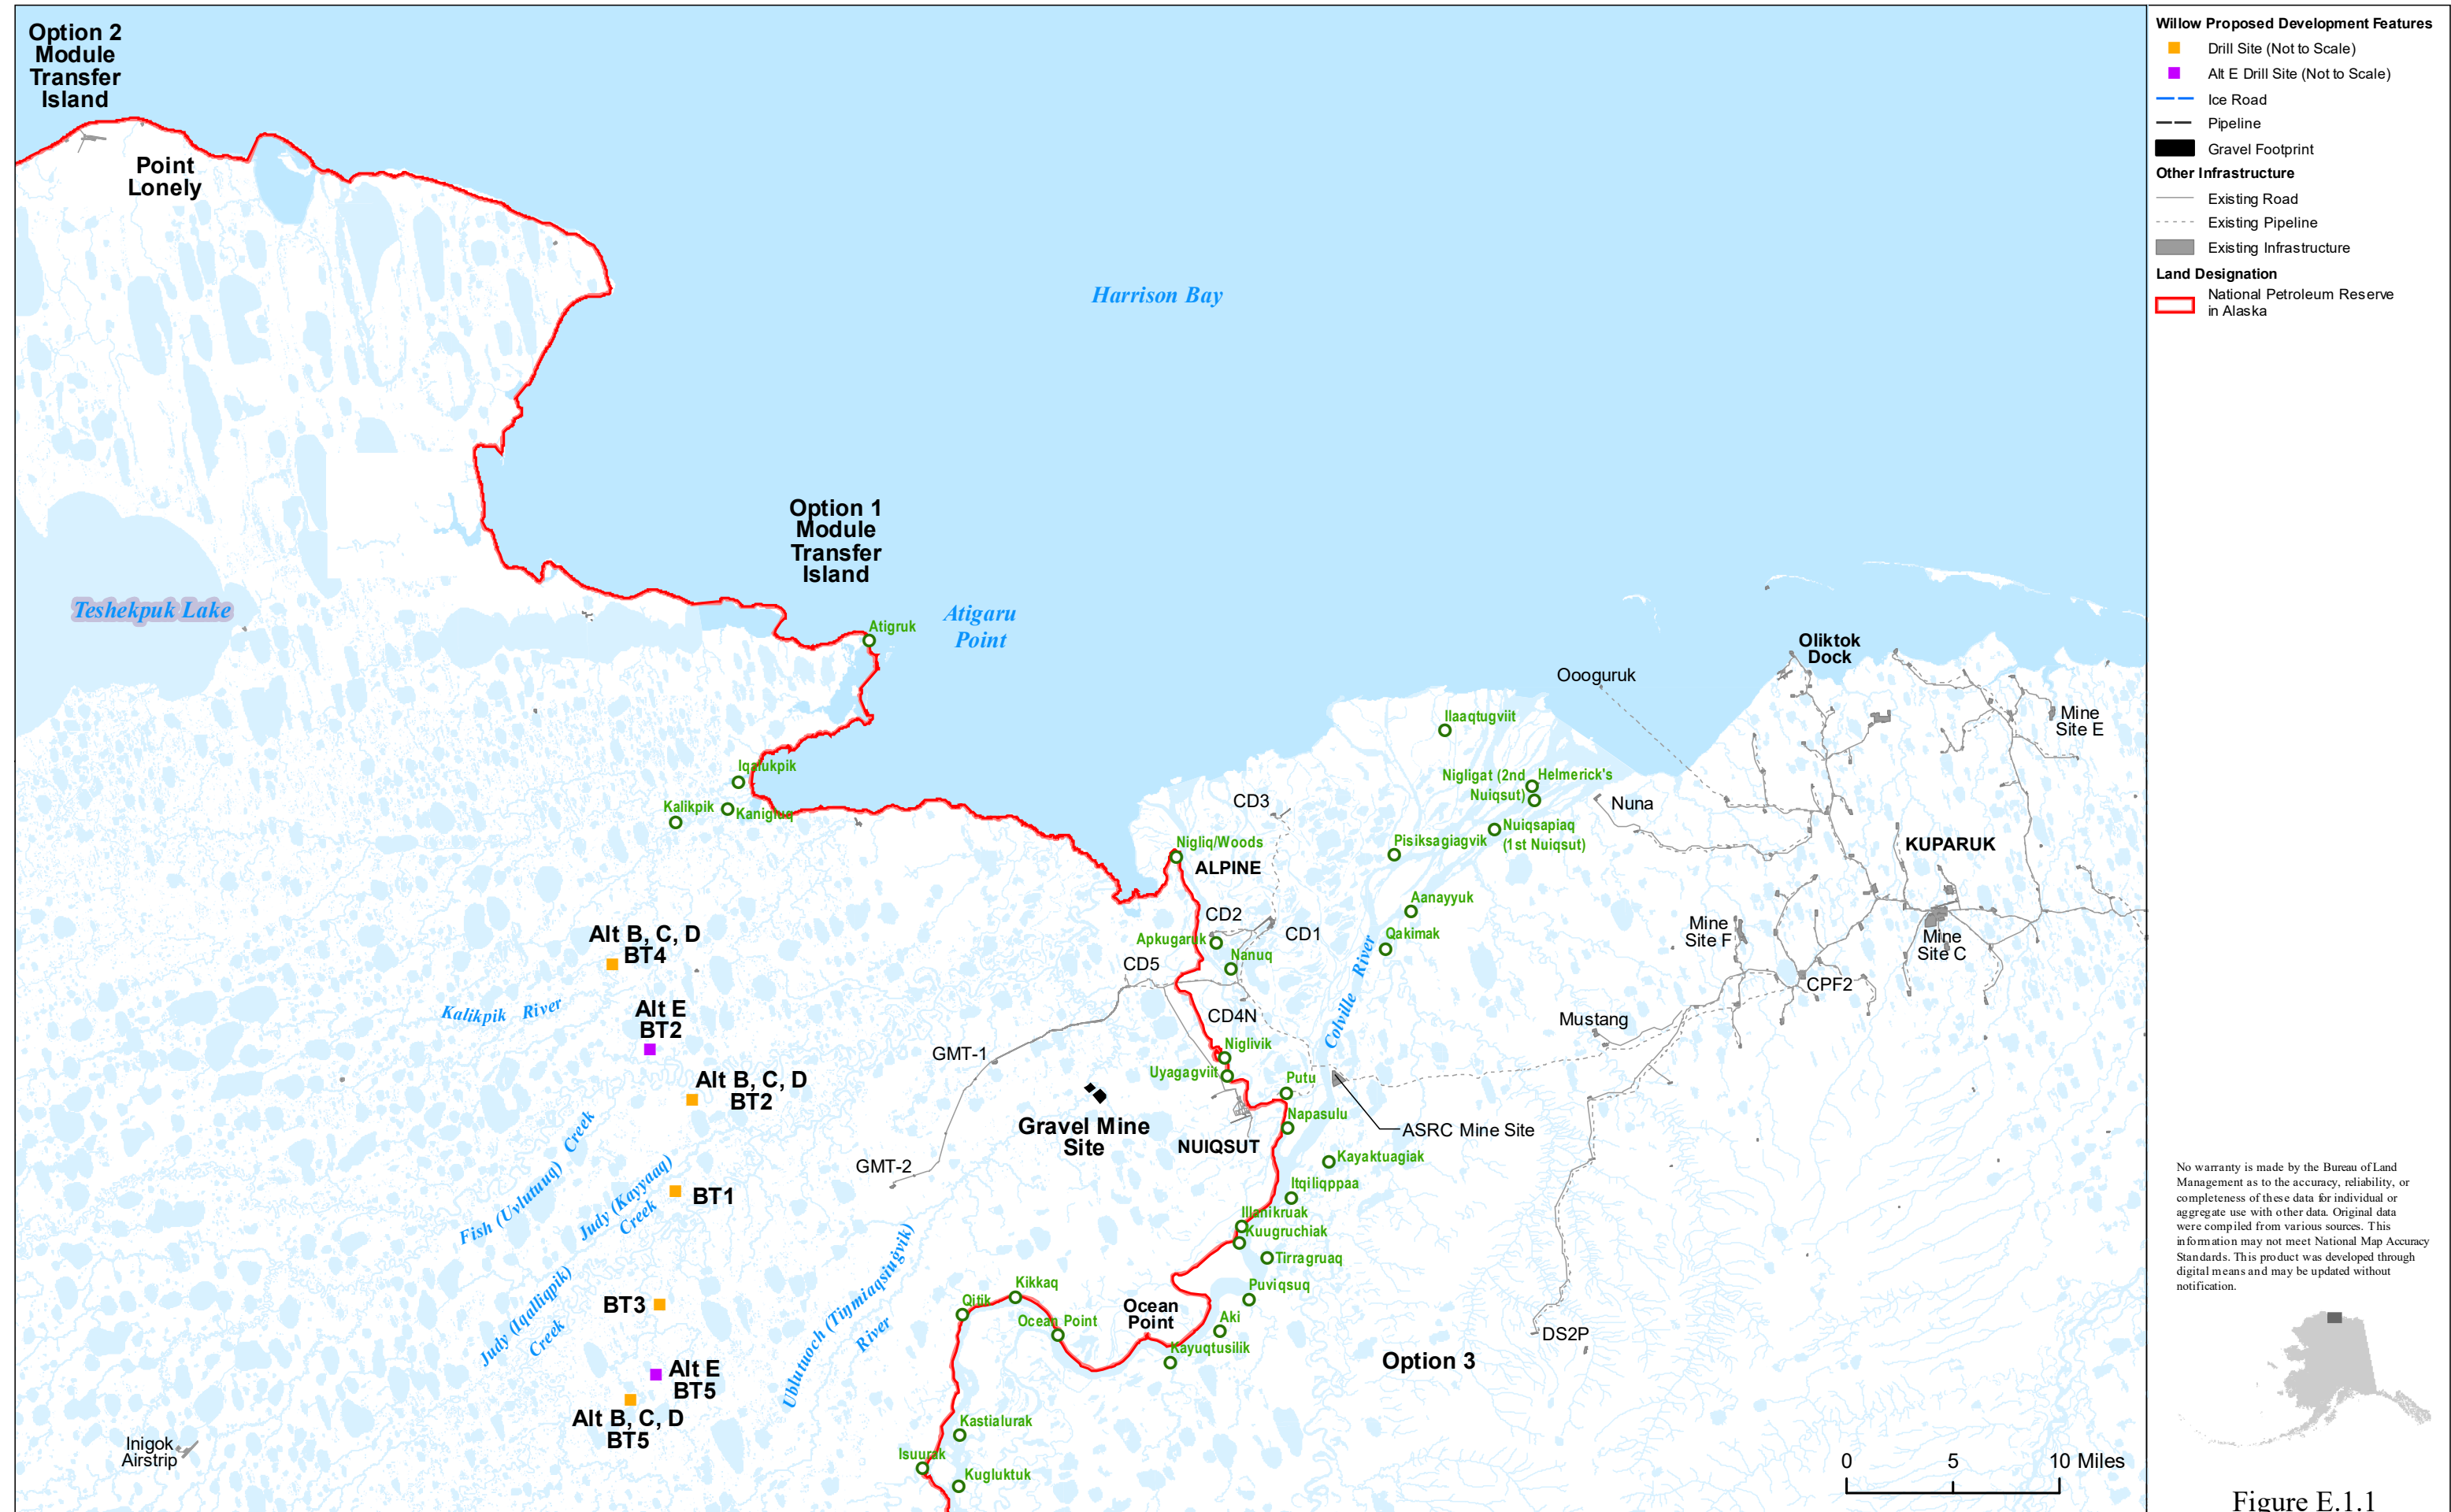 Option 2
Module
Transfer
Island
Point
Lonely
Harrison Bay
Option 1
Module
Transfer
Island
Teshekpuk Lake
Atigaru
Point
Atigruk
Oliktok
Dock
Oooguruk
Ilaaqtugviit
Mine
Site E
Iqalukpik
Kalikpik
Kanigluq
Nigligat (2nd
Nuiqsut)
Helmerick's
CD3
Nuna
Nuiqsapiaq
(1st Nuiqsut)
Pisiksagiagvik
Nigliq/Woods
ALPINE
KUPARUK
Aanayyuk
CD2
Mine
Site F
Qakimak
CD1
Apkugaruk
Mine
Site C
Alt B, C, D
BT4
Nanuq
CD5
CPF2
Kalikpik River
Alt E
BT2
CD4N
Colville River
Mustang
GMT-1
Niglivik
Uyagagviit
Putu
Alt B, C, D
BT2
Napasulu
Gravel Mine
Site
NUIQSUT
ASRC Mine Site
Kayaktuagiak
GMT-2
Fish (Uvlutuuq) Creek
Judy (Kayyaaq)
Creek
BT1
Itqiliqppaa
Illanikruak
Kuugruchiak
Tirragruaq
Puviqsuq
Kikkaq
Qitik
Ocean Point
Ocean
Point
Aki
Kayuqtusilik
BT3
Judy (Iqalliqpik)
Creek
Ublutuoch (Tiŋmiaqsiuġvik)
River
DS2P
Option 3
Alt E
BT5
Alt B, C, D
BT5
Kastialurak
Isuurak
Kugluktuk
Inigok
Airstrip
0 5 10 Miles
Willow Proposed Development Features
Drill Site (Not to Scale)
Alt E Drill Site (Not to Scale)
Ice Road
Pipeline
Gravel Footprint
Other Infrastructure
Existing Road
Existing Pipeline
Existing Infrastructure
Land Designation
National Petroleum Reserve
in Alaska
No warranty is made by the Bureau of Land
Management as to the accuracy, reliability, or
completeness of these data for individual or
aggregate use with other data. Original data
were compiled from various sources. This
information may not meet National Map Accuracy
Standards. This product was developed through
digital means and may be updated without
notification.
Figure E.1.1